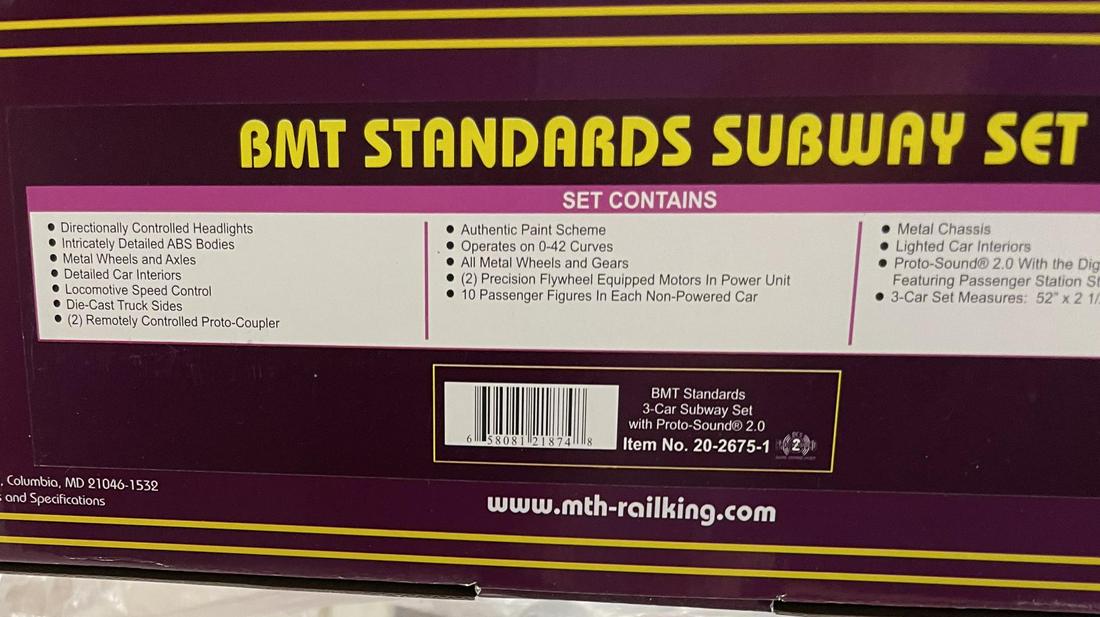 BMT STANDARDS SUBWAY SET
SET CONTAINS
Directionally Controlled Headlights
Intricately Detailed ABS Bodies
Metal Wheels and Axles
Detailed Car Interiors
Locomotive Speed Control
Die-Cast Truck Sides
(2) Remotely Controlled Proto-Coupler
Authentic Paint Scheme
Operates on 0-42 Curves
All Metal Wheels and Gears
(2) Precision Flywheel Equipped Motors In Power Unit
10 Passenger Figures In Each Non-Powered Car
Metal Chassis
Lighted Car Interiors
Proto-Sound® 2.0 With the Dig
Featuring Passenger Station St
3-Car Set Measures: 52" x 2 1/
6 58081 21874 8
BMT Standards
3-Car Subway Set
with Proto-Sound® 2.0
Item No. 20-2675-1
2
, Columbia, MD 21046-1532
and Specifications
www.mth-railking.com